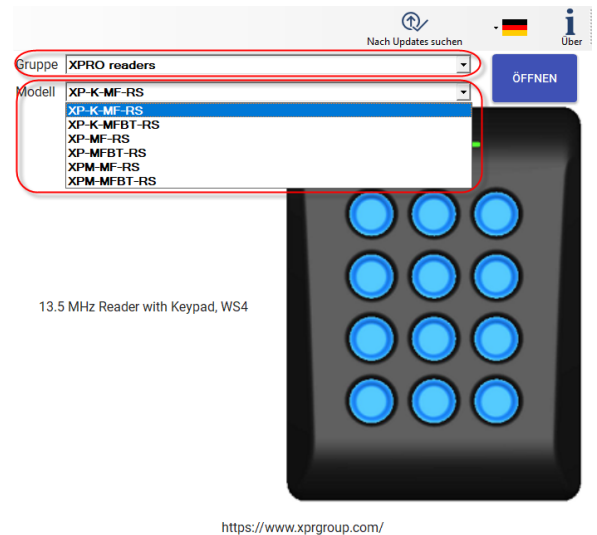 Nach Updates suchen
Über
Gruppe XPRO readers
ÖFFNEN
Modell XP-K-MF-RS
XP-K-MF-RS
XP-K-MFBT-RS
XP-MF-RS
XP-MFBT-RS
XPM-MF-RS
XPM-MFBT-RS
13.5 MHz Reader with Keypad, WS4
https://www.xprgroup.com/